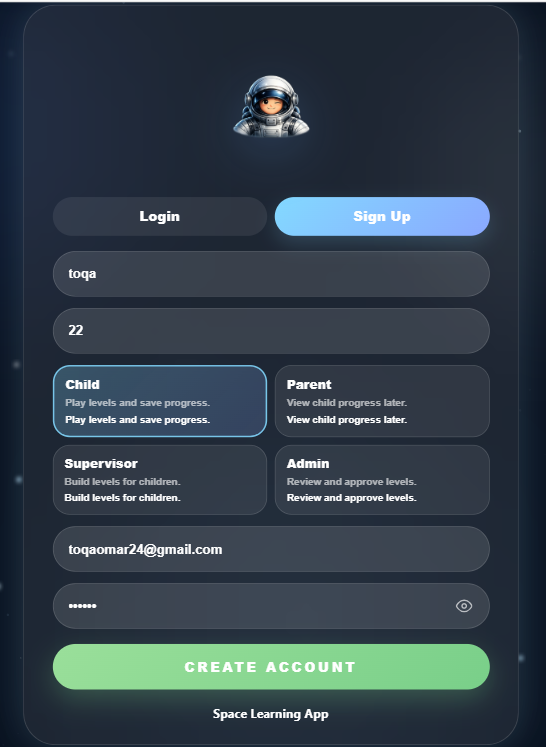 Login
Sign Up
toqa
22
Child
Play levels and save progress.
Play levels and save progress.
Parent
View child progress later.
View child progress later.
Supervisor
Build levels for children.
Build levels for children.
Admin
Review and approve levels.
Review and approve levels.
toqaomar24@gmail.com
••••••
CREATE ACCOUNT
Space Learning App